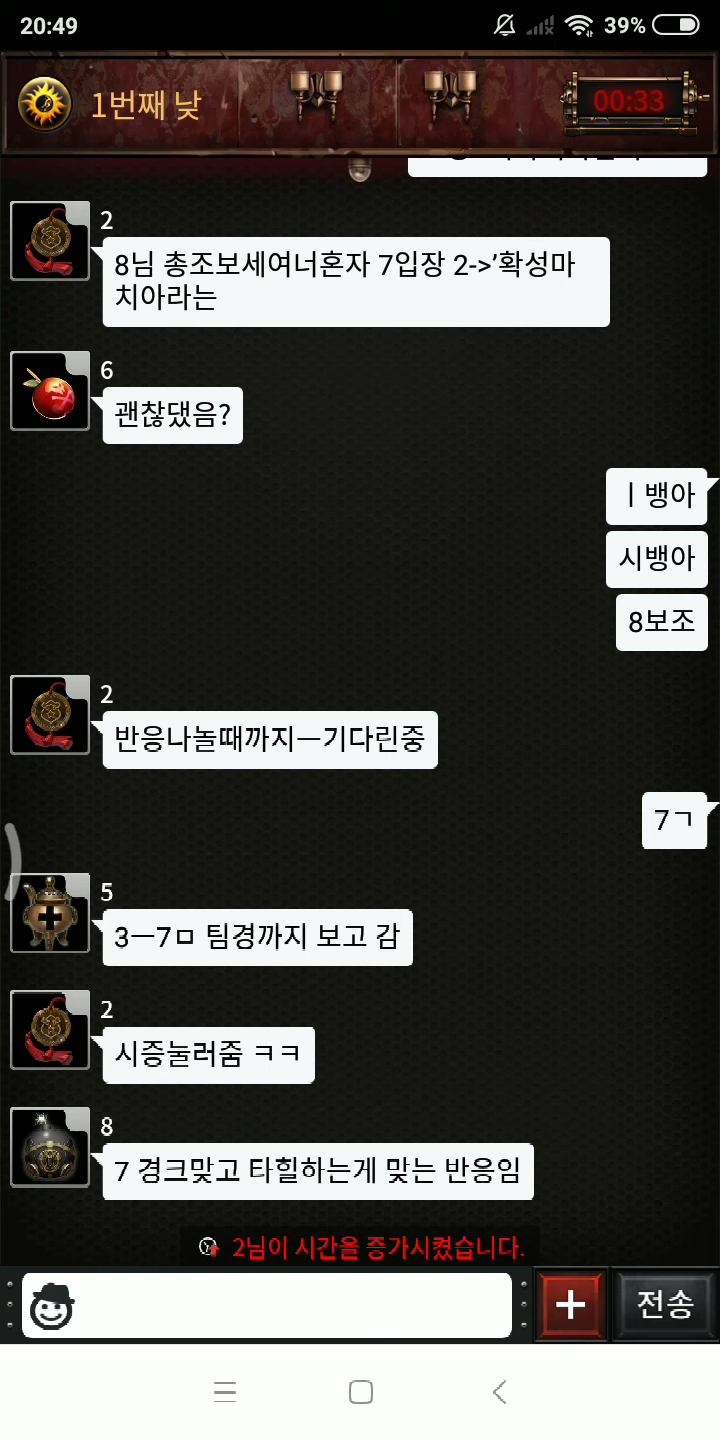 20:49
39%
1번째 낮
00:33
2
8님 총조보세여너혼자 7입장 2->’확성마
치아라는
6
괜찮댔음?
ㅣ뱅아
시뱅아
8보조
2
반응나놀때까지ㅡ기다린중
7ㄱ
5
3ㅡ7ㅁ 팀경까지 보고 감
2
시증눌러줌 ㅋㅋ
8
7 경크맞고 타힐하는게 맞는 반응임
2님이 시간을 증가시켰습니다.
+
전송